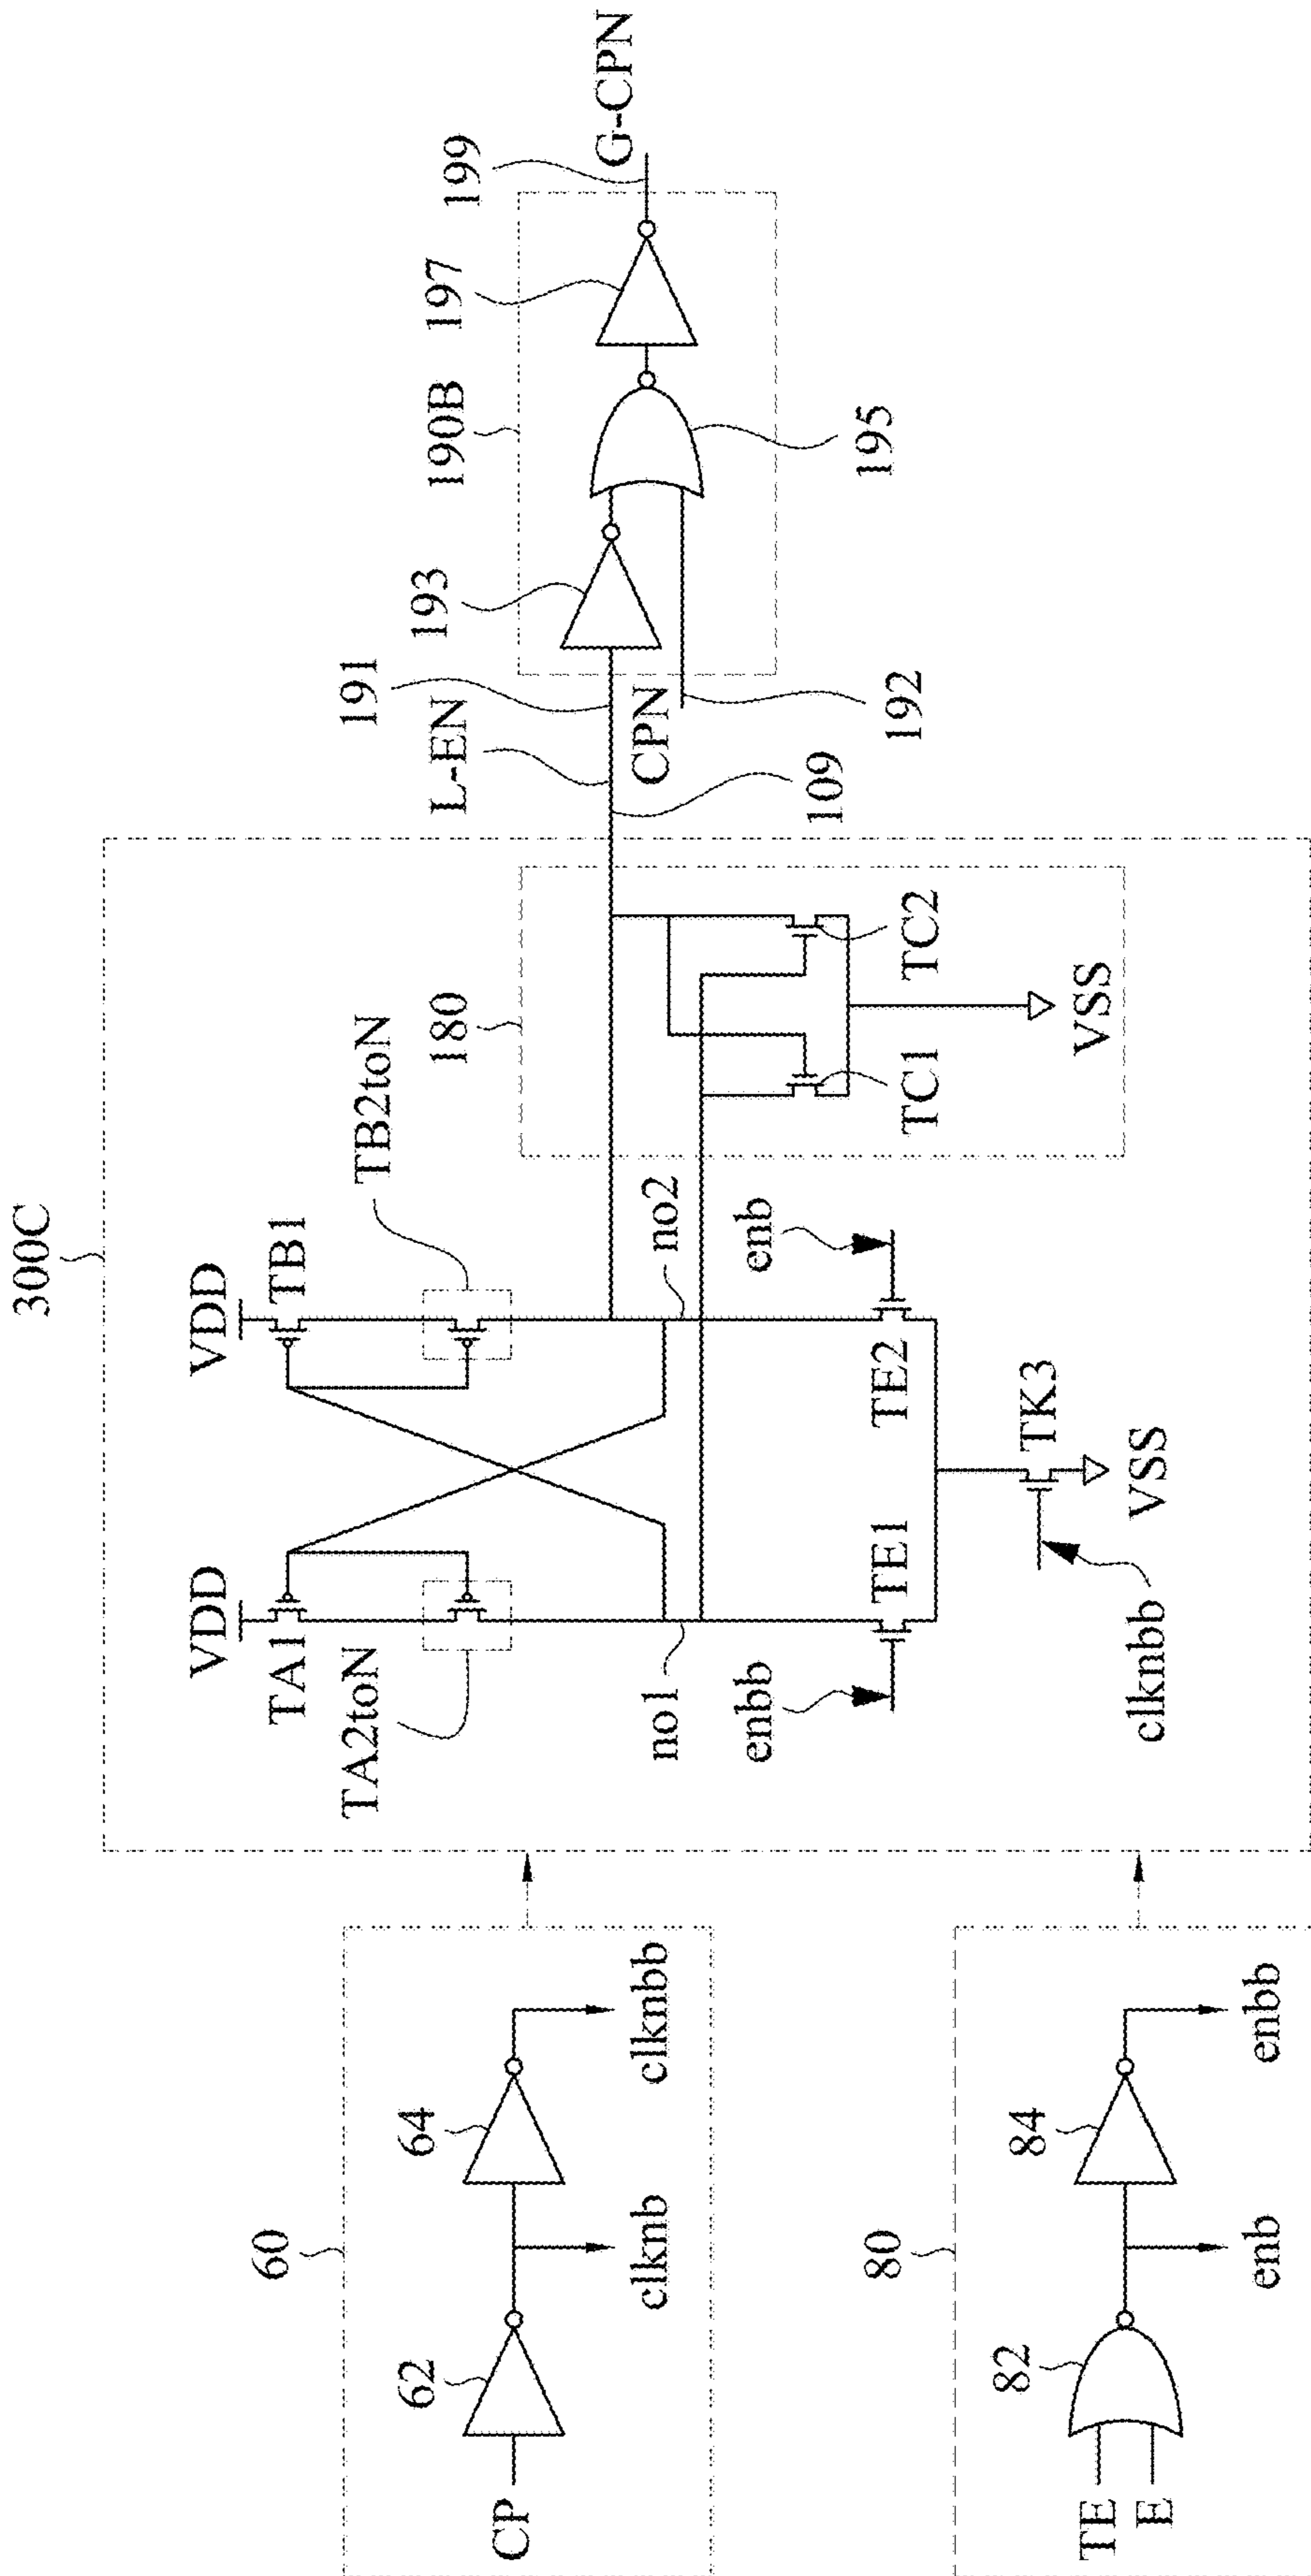 300C
60
CP
62
64
clknb
clknbb
80
TE
E
82
84
enb
enbb
VDD
VDD
TA1
TB1
TA2toN
TB2toN
no1
no2
enbb
enb
TE1
TE2
clknbb
TK3
VSS
180
TC1
TC2
VSS
109
L-EN
191
CPN
192
193
190B
195
197
199
G-CPN